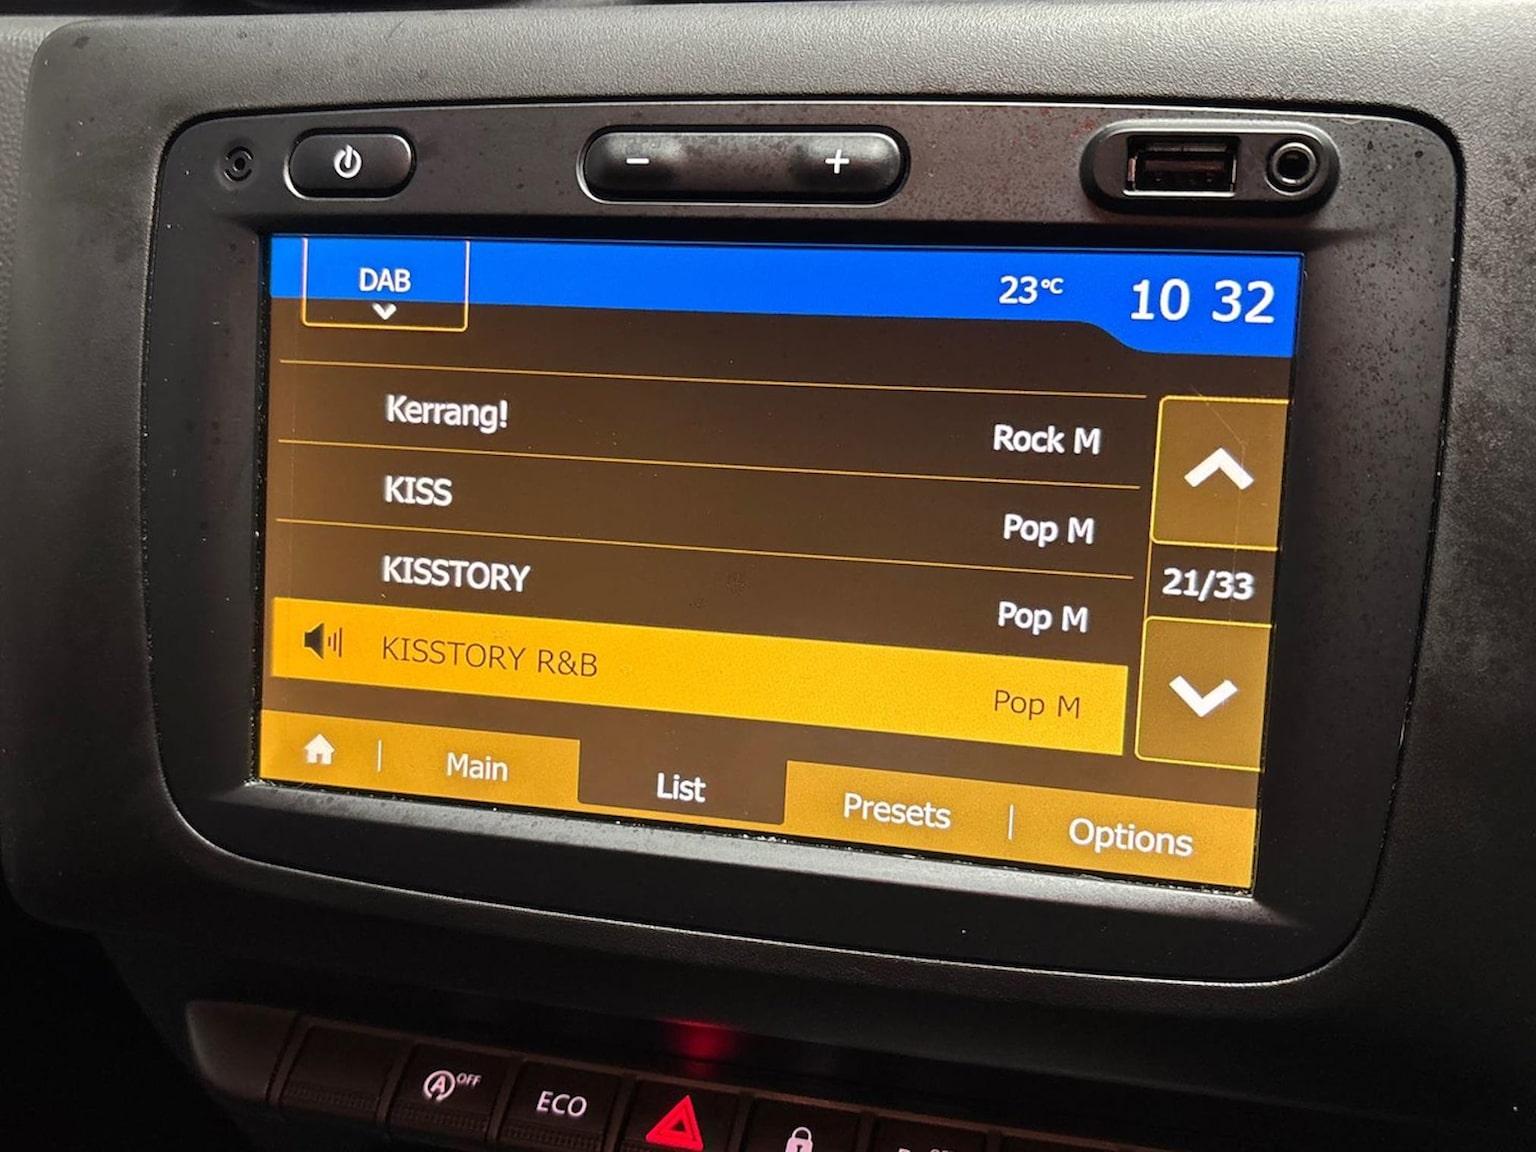 DAB
23°C
10 32
Kerrang!
Rock M
KISS
Pop M
KISSTORY
Pop M
21/33
KISSTORY R&B
Pop M
Main
List
Presets
Options
A OFF
ECO